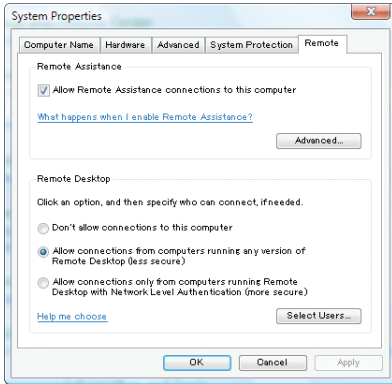 System Properties
Computer Name Hardware Advanced System Protection Remote
Remote Assistance
Allow Remote Assistance connections to this computer
What happens when I enable Remote Assistance?
Advanced...
Remote Desktop
Click an option, and then specify who can connect, if needed.
Don't allow connections to this computer
Allow connections from computers running any version of
Remote Desktop (less secure)
Allow connections only from computers running Remote
Desktop with Network Level Authentication (more secure)
Help me choose
Select Users...
OK Cancel Apply